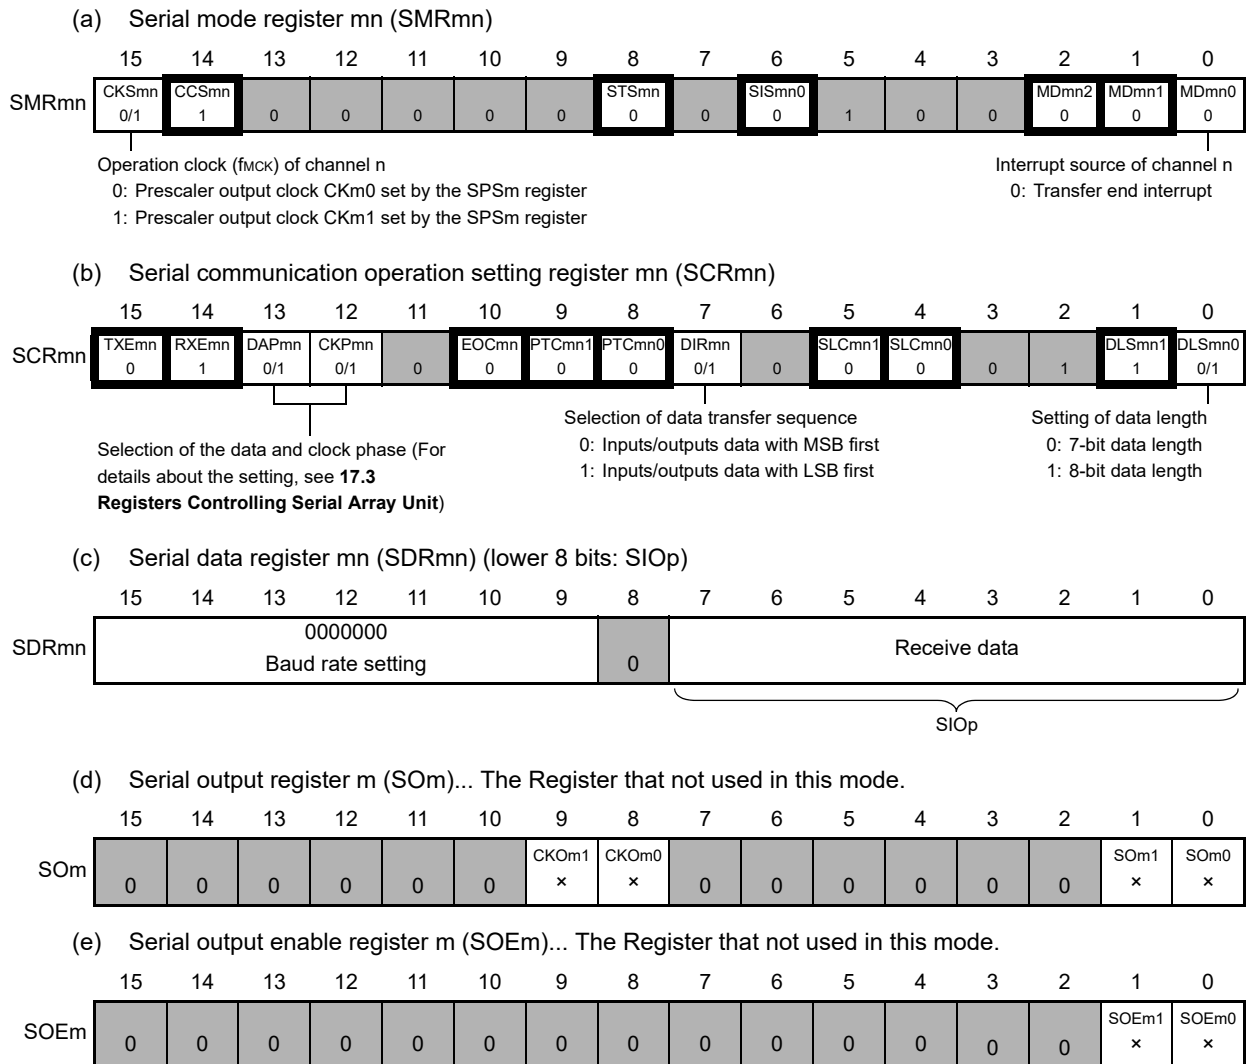 (a) Serial mode register mn (SMRmn)
15 14 13 12 11 10 9 8 7 6 5 4 3 2 1 0
SMRmn
CKSmn CCSmn STSmn SISmn0 MDmn2 MDmn1 MDmn0
0/1 1 0 0 0 0 0 0 0 0 1 0 0 0 0 0
Operation clock (fMCK) of channel n
0: Prescaler output clock CKm0 set by the SPSm register
1: Prescaler output clock CKm1 set by the SPSm register
Interrupt source of channel n
0: Transfer end interrupt
(b) Serial communication operation setting register mn (SCRmn)
15 14 13 12 11 10 9 8 7 6 5 4 3 2 1 0
SCRmn
TXEmn RXEmn DAPmn CKPmn EOCmn PTCmn1 PTCmn0 DIRmn SLCmn1 SLCmn0 DLSmn1 DLSmn0
0 1 0/1 0/1 0 0 0 0 0/1 0 0 0 0 1 1 0/1
Selection of the data and clock phase (For
details about the setting, see 17.3
Registers Controlling Serial Array Unit)
Selection of data transfer sequence
0: Inputs/outputs data with MSB first
1: Inputs/outputs data with LSB first
Setting of data length
0: 7-bit data length
1: 8-bit data length
(c) Serial data register mn (SDRmn) (lower 8 bits: SIOp)
15 14 13 12 11 10 9 8 7 6 5 4 3 2 1 0
SDRmn
0000000
Baud rate setting
0
Receive data
SIOp
(d) Serial output register m (SOm)... The Register that not used in this mode.
15 14 13 12 11 10 9 8 7 6 5 4 3 2 1 0
SOm
CKOm1 CKOm0 SOm1 SOm0
0 0 0 0 0 0 × × 0 0 0 0 0 0 × ×
(e) Serial output enable register m (SOEm)... The Register that not used in this mode.
15 14 13 12 11 10 9 8 7 6 5 4 3 2 1 0
SOEm
SOEm1 SOEm0
0 0 0 0 0 0 0 0 0 0 0 0 0 0 × ×